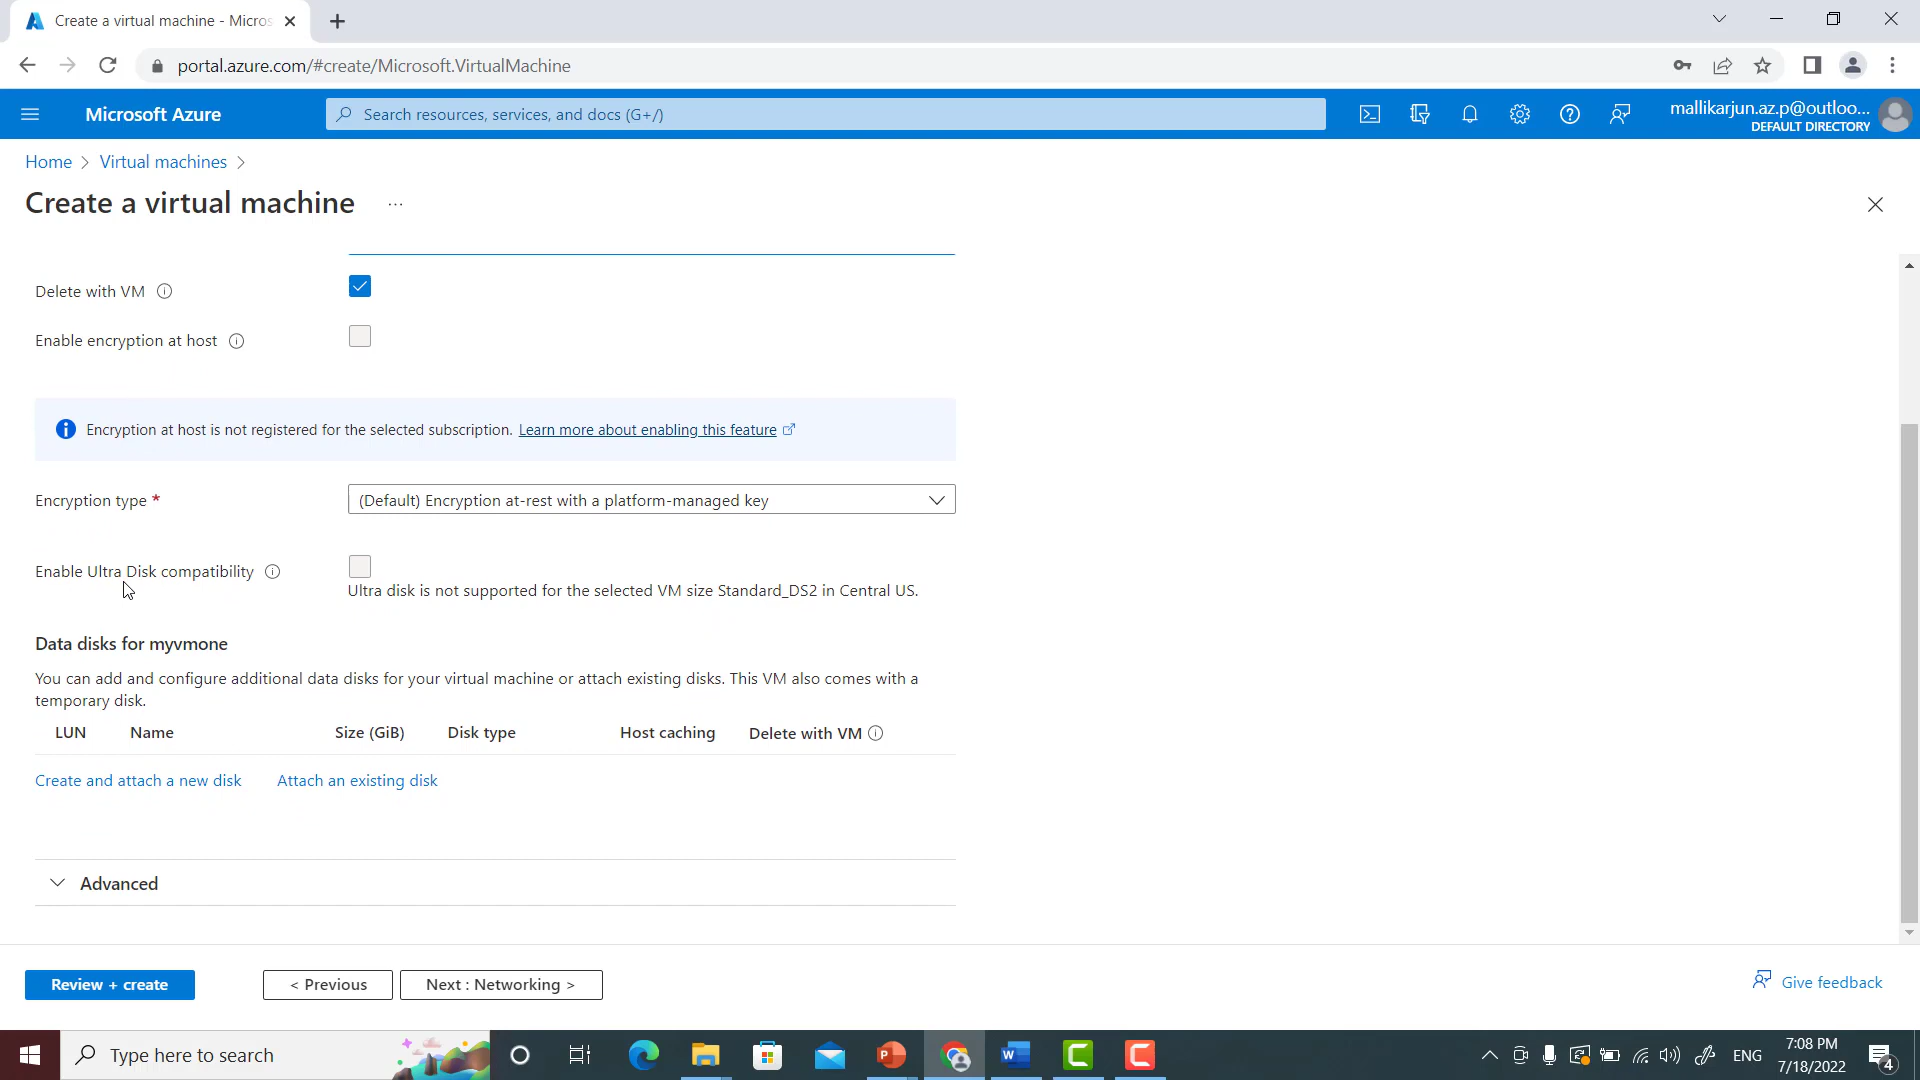 Create a virtual machine - Micros
portal.azure.com/#create/Microsoft.VirtualMachine
Microsoft Azure
Search resources, services, and docs (G+/)
mallikarjun.az.p@outloo...
DEFAULT DIRECTORY
Home > Virtual machines >
Create a virtual machine ...
Delete with VM
Enable encryption at host
Encryption at host is not registered for the selected subscription. Learn more about enabling this feature
Encryption type *
(Default) Encryption at-rest with a platform-managed key
Enable Ultra Disk compatibility
Ultra disk is not supported for the selected VM size Standard_DS2 in Central US.
Data disks for myvmone
You can add and configure additional data disks for your virtual machine or attach existing disks. This VM also comes with a
temporary disk.
LUN Name Size (GiB) Disk type Host caching Delete with VM
Create and attach a new disk Attach an existing disk
Advanced
Review + create < Previous Next : Networking > Give feedback
Type here to search
ENG
7:08 PM
7/18/2022
4